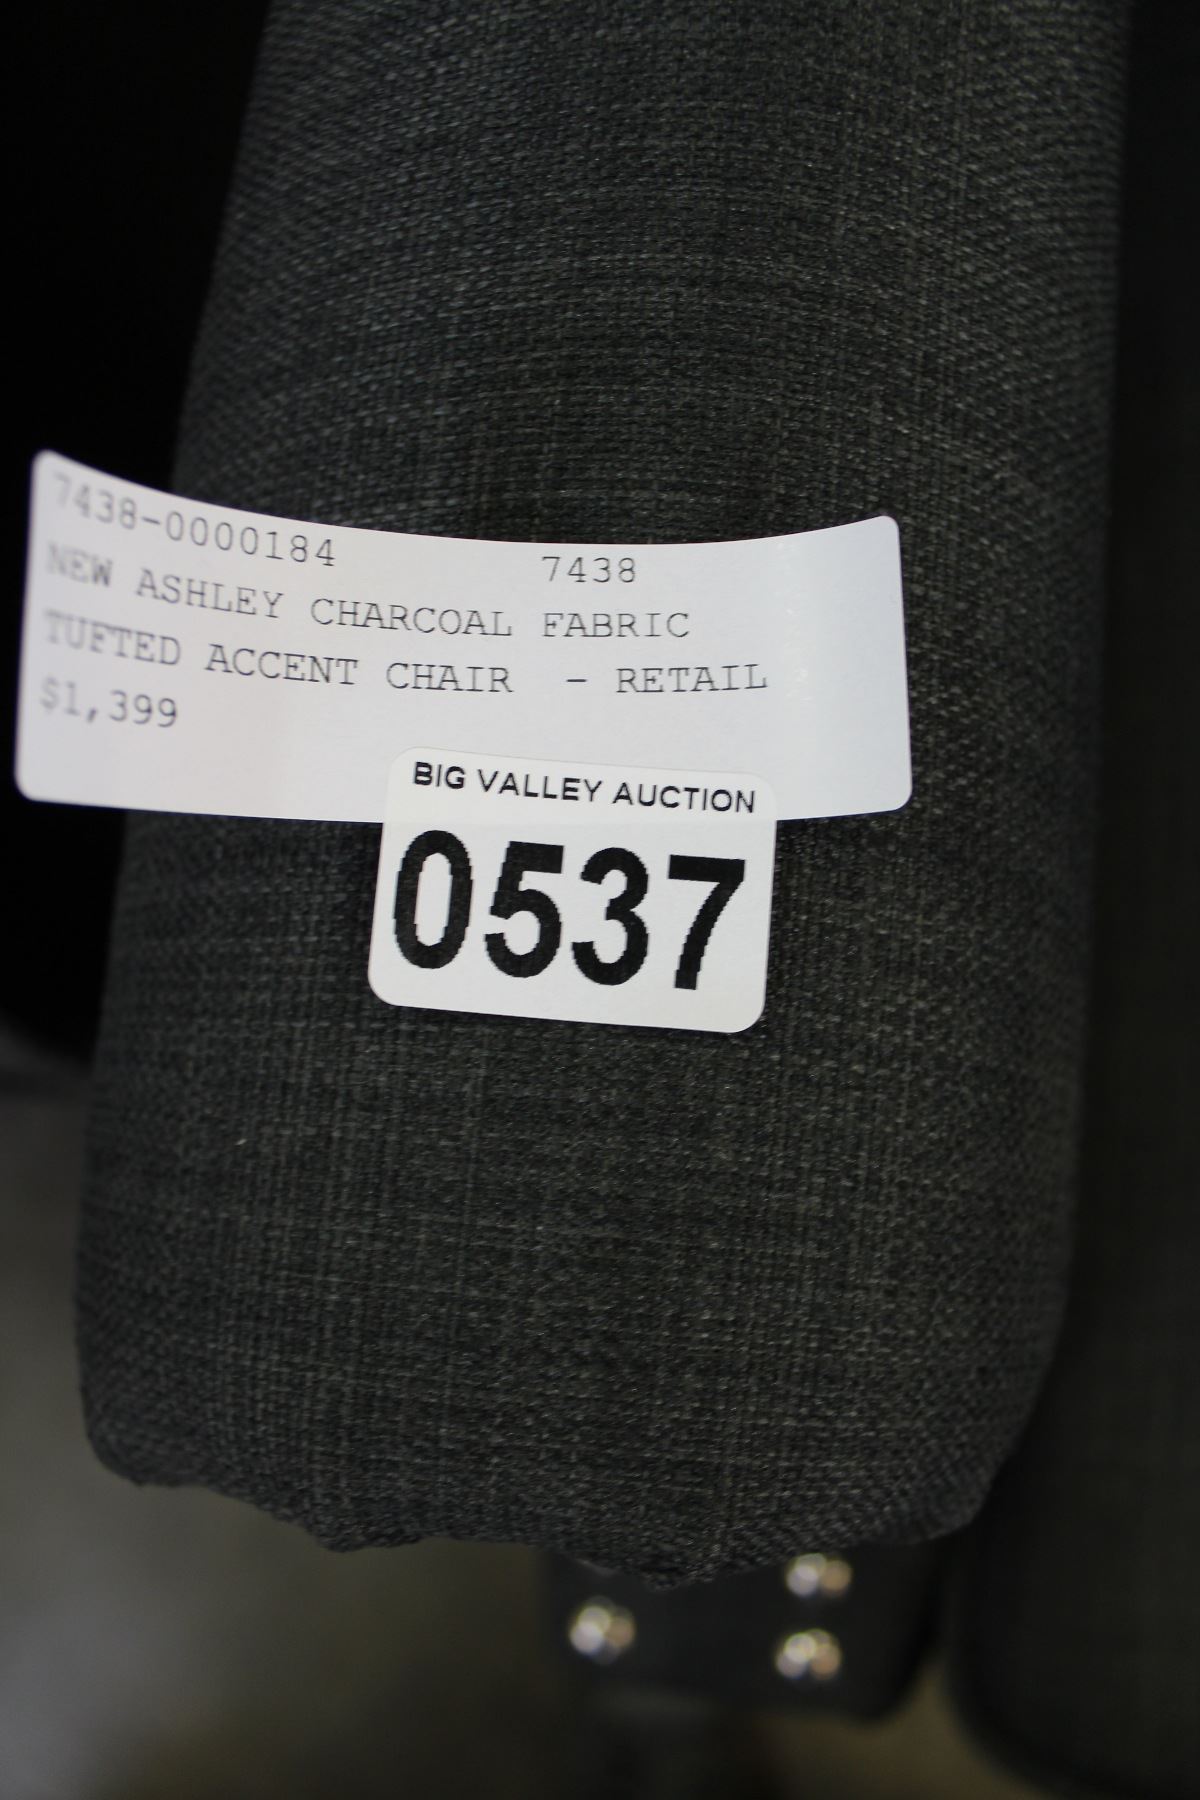 7438-0000184 7438
NEW ASHLEY CHARCOAL FABRIC
TUFTED ACCENT CHAIR - RETAIL
$1,399
BIG VALLEY AUCTION
0537